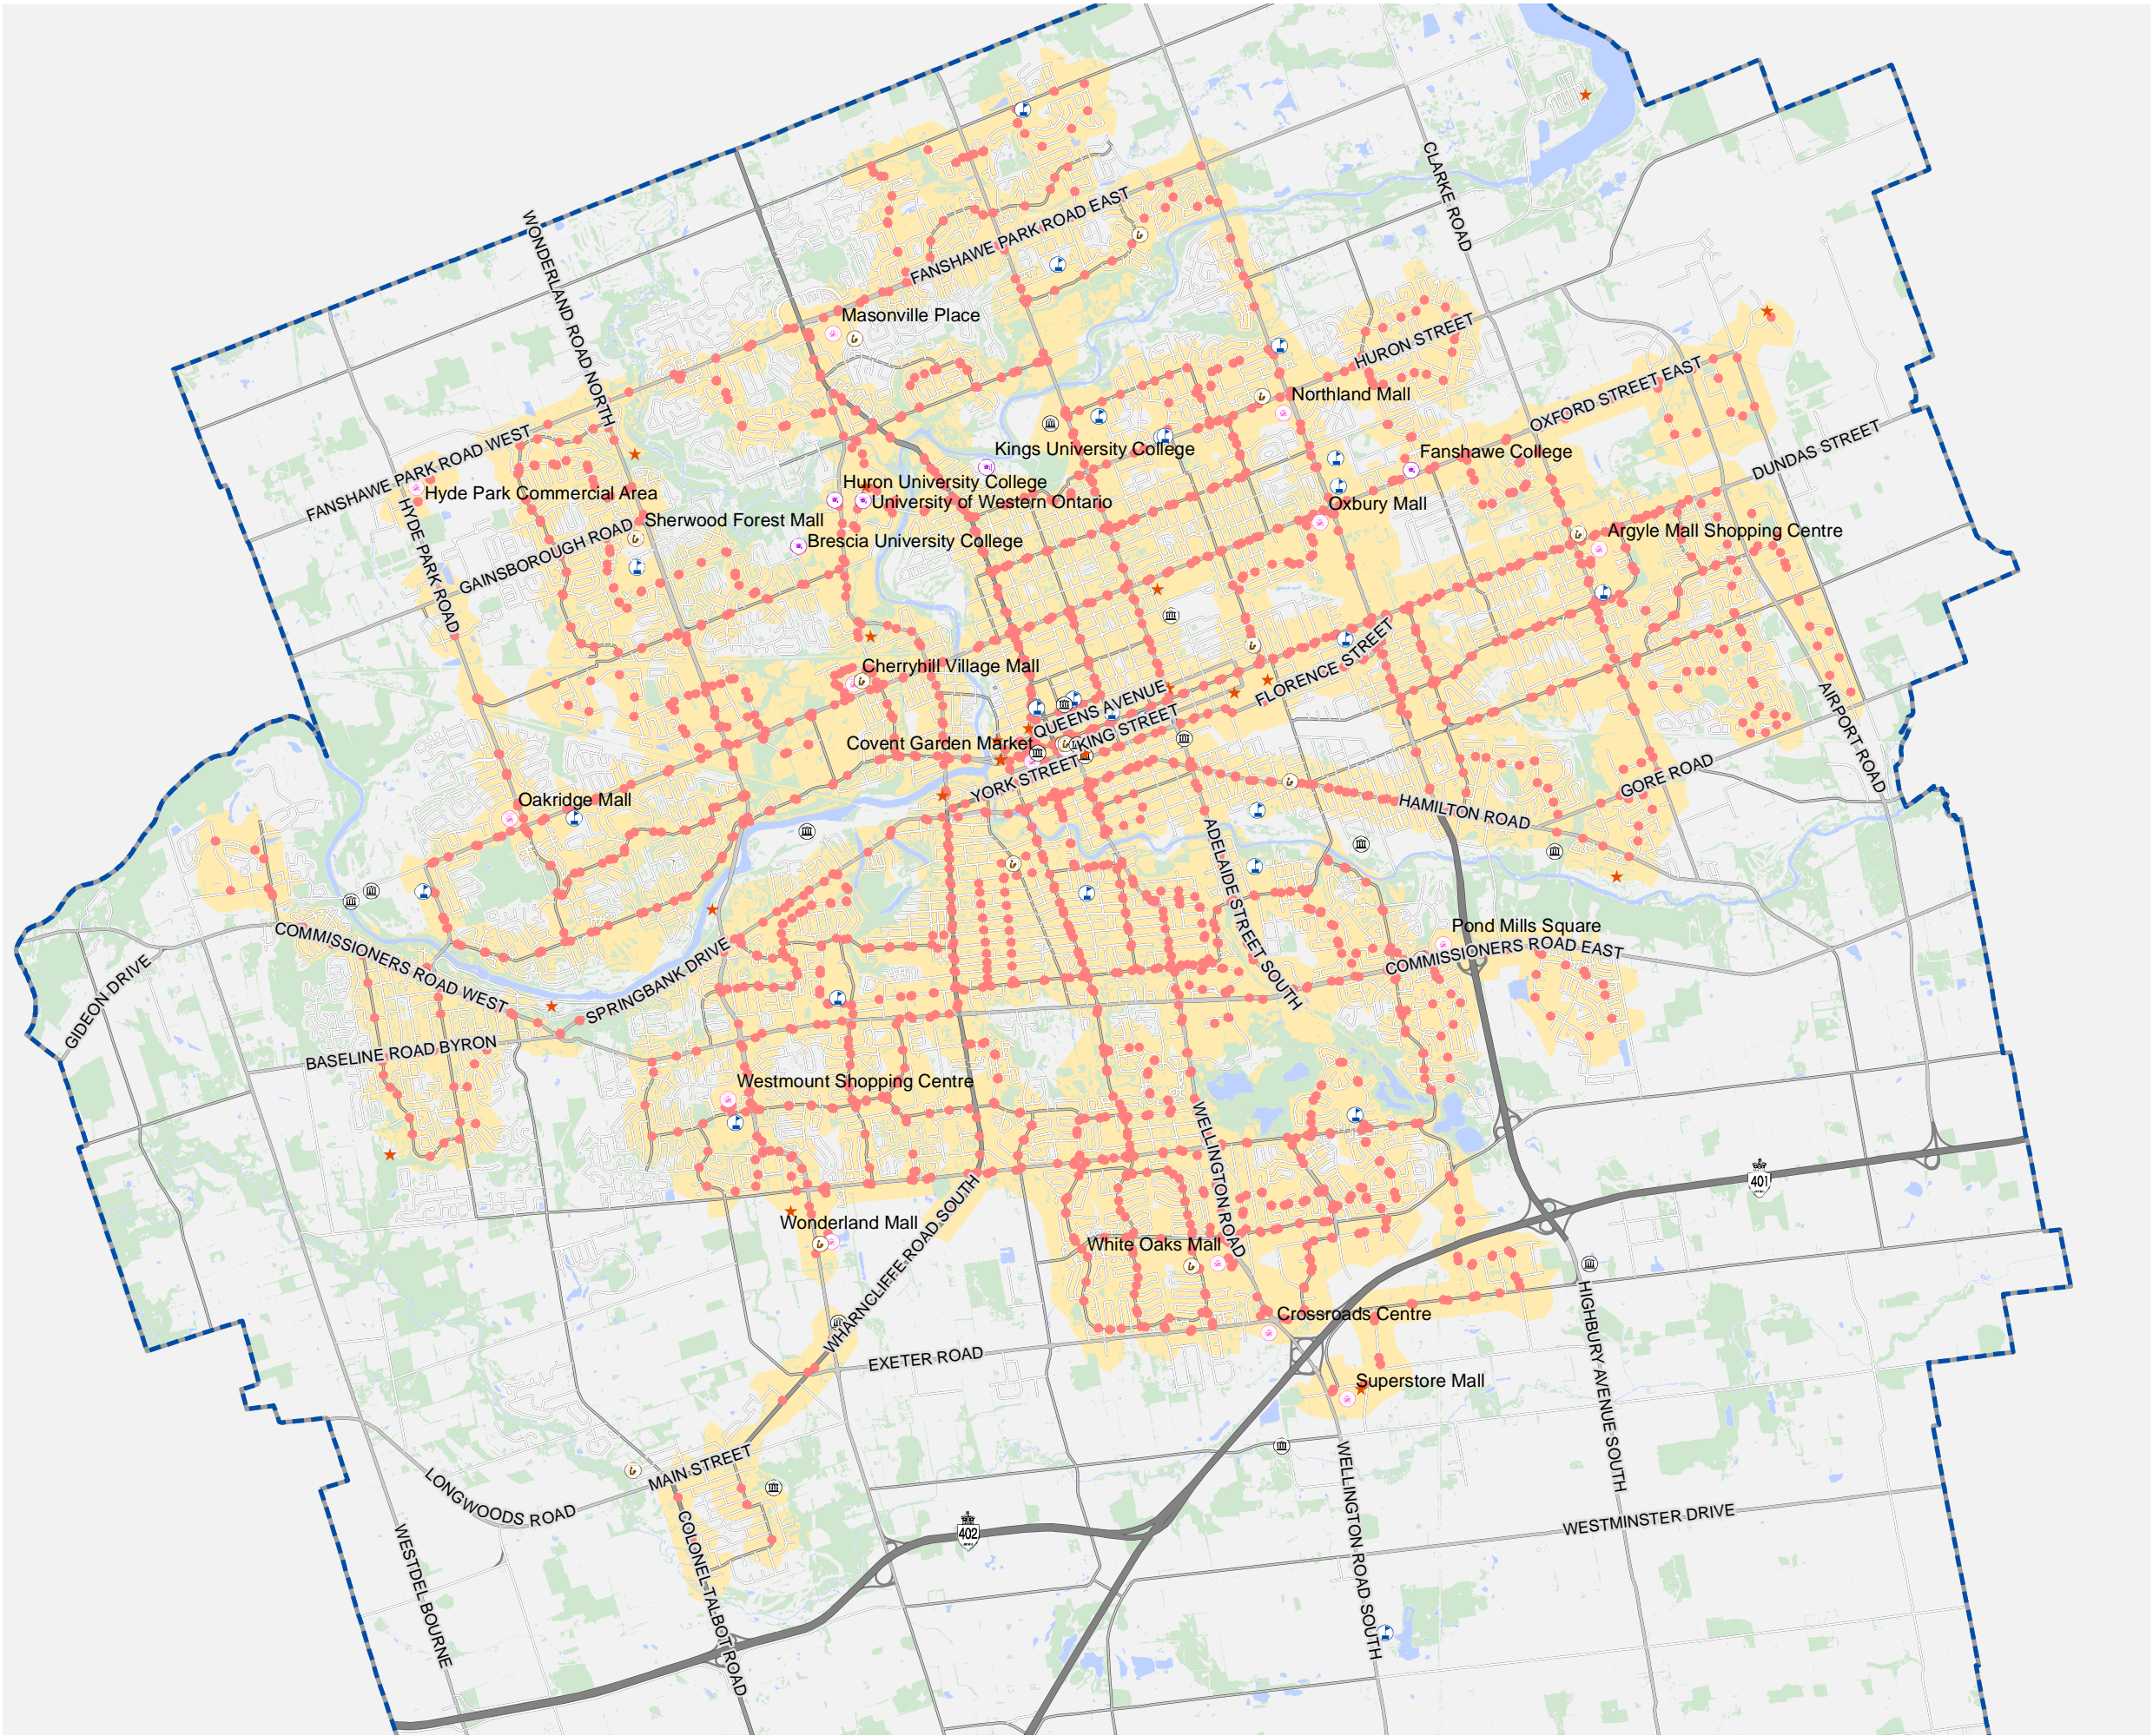 CLARKE ROAD
WONDERLAND ROAD NORTH
FANSHAWE PARK ROAD EAST
Masonville Place
HURON STREET
OXFORD STREET EAST
Northland Mall
FANSHAWE PARK ROAD WEST
DUNDAS STREET
Kings University College
Fanshawe College
Huron University College
Hyde Park Commercial Area
University of Western Ontario
Oxbury Mall
HYDE PARK ROAD
Sherwood Forest Mall
Argyle Mall Shopping Centre
Brescia University College
GAINSBOROUGH ROAD
Cherryhill Village Mall
FLORENCE STREET
QUEENS AVENUE
AIRPORT ROAD
KING STREET
Covent Garden Market
YORK STREET
GORE ROAD
Oakridge Mall
HAMILTON ROAD
ADELAIDE STREET SOUTH
Pond Mills Square
COMMISSIONERS ROAD EAST
COMMISSIONERS ROAD WEST
SPRINGBANK DRIVE
GIDEON DRIVE
BASELINE ROAD BYRON
Westmount Shopping Centre
WELLINGTON ROAD
401
Wonderland Mall
WHARNCLIFFE ROAD SOUTH
White Oaks Mall
Crossroads Centre
HIGHBURY AVENUE SOUTH
EXETER ROAD
Superstore Mall
MAIN STREET
LONGWOODS ROAD
WELLINGTON ROAD SOUTH
WESTMINSTER DRIVE
402
COLONEL TALBOT ROAD
WESTDEL BOURNE